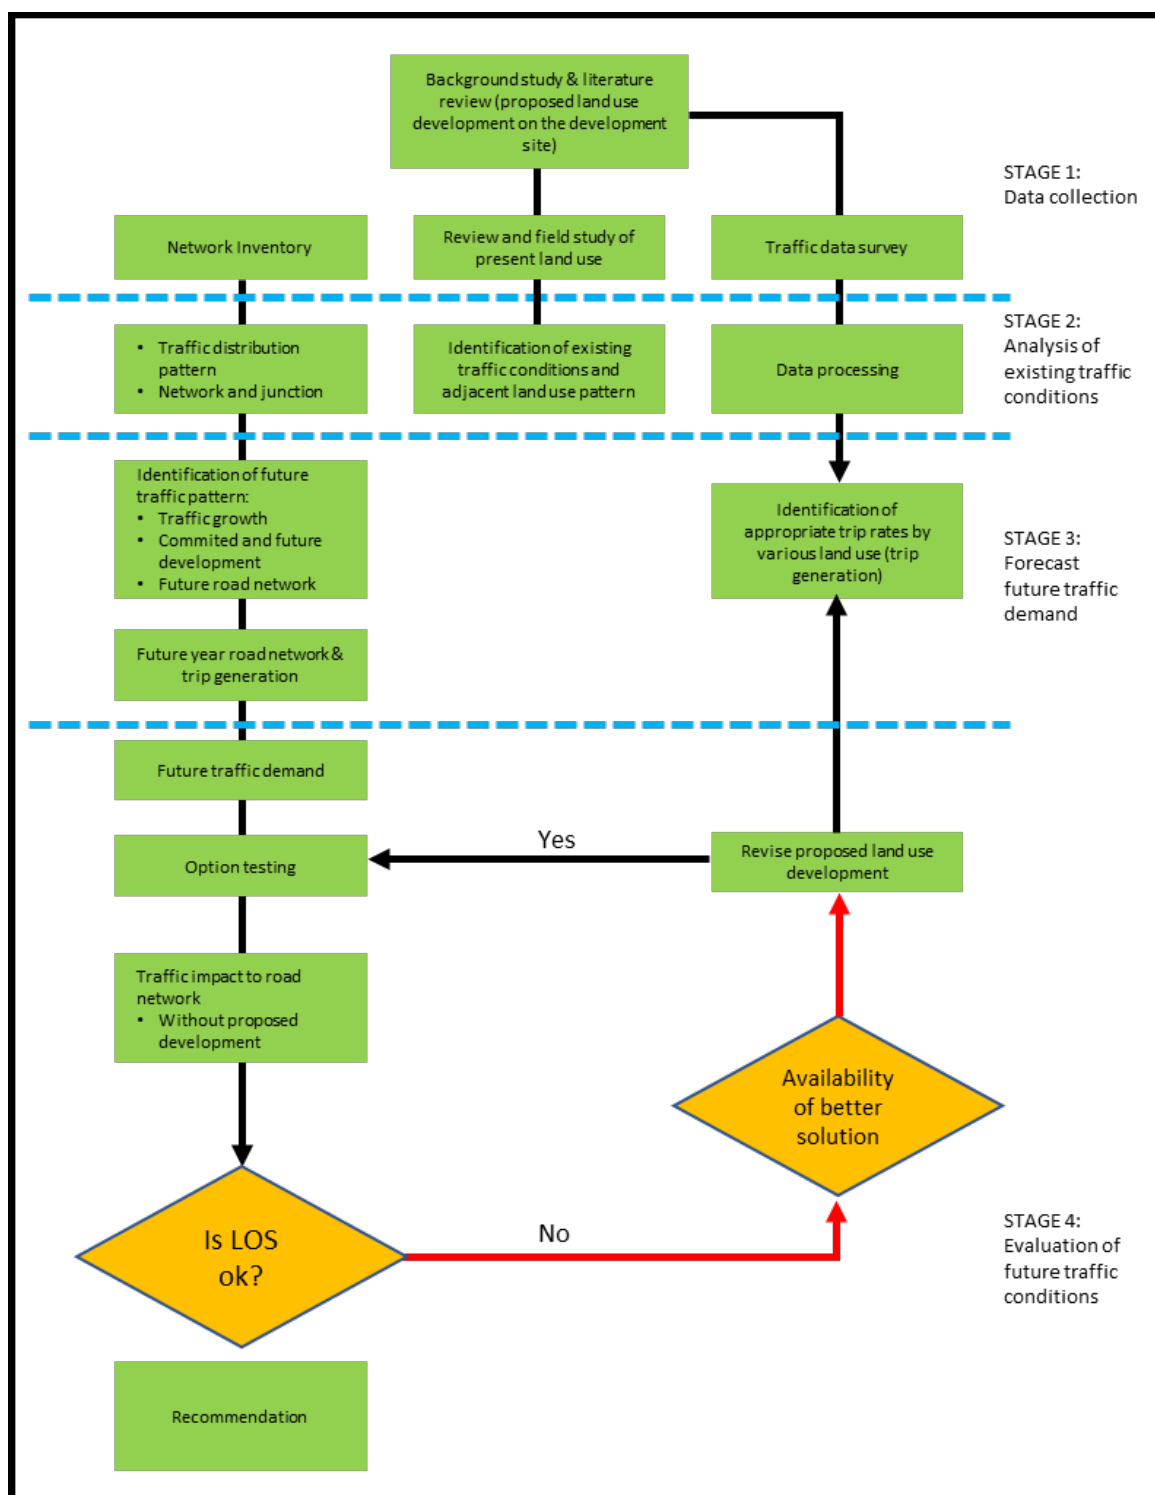 Background study & literature
review (proposed land use
development on the development
site)
STAGE 1:
Data collection
Network Inventory
Review and field study of
present land use
Traffic data survey
• Traffic distribution
pattern
• Network and junction
Identification of existing
traffic conditions and
adjacent land use pattern
Data processing
STAGE 2:
Analysis of
existing traffic
conditions
Identification of future
traffic pattern:
• Traffic growth
• Commited and future
development
• Future road network
Identification of
appropriate trip rates by
various land use (trip
generation)
STAGE 3:
Forecast
future traffic
demand
Future year road network &
trip generation
Future traffic demand
Option testing
Yes
Revise proposed land use
development
Traffic impact to road
network
• Without proposed
development
Availability
of better
solution
Is LOS
ok?
No
STAGE 4:
Evaluation of
future traffic
conditions
Recommendation